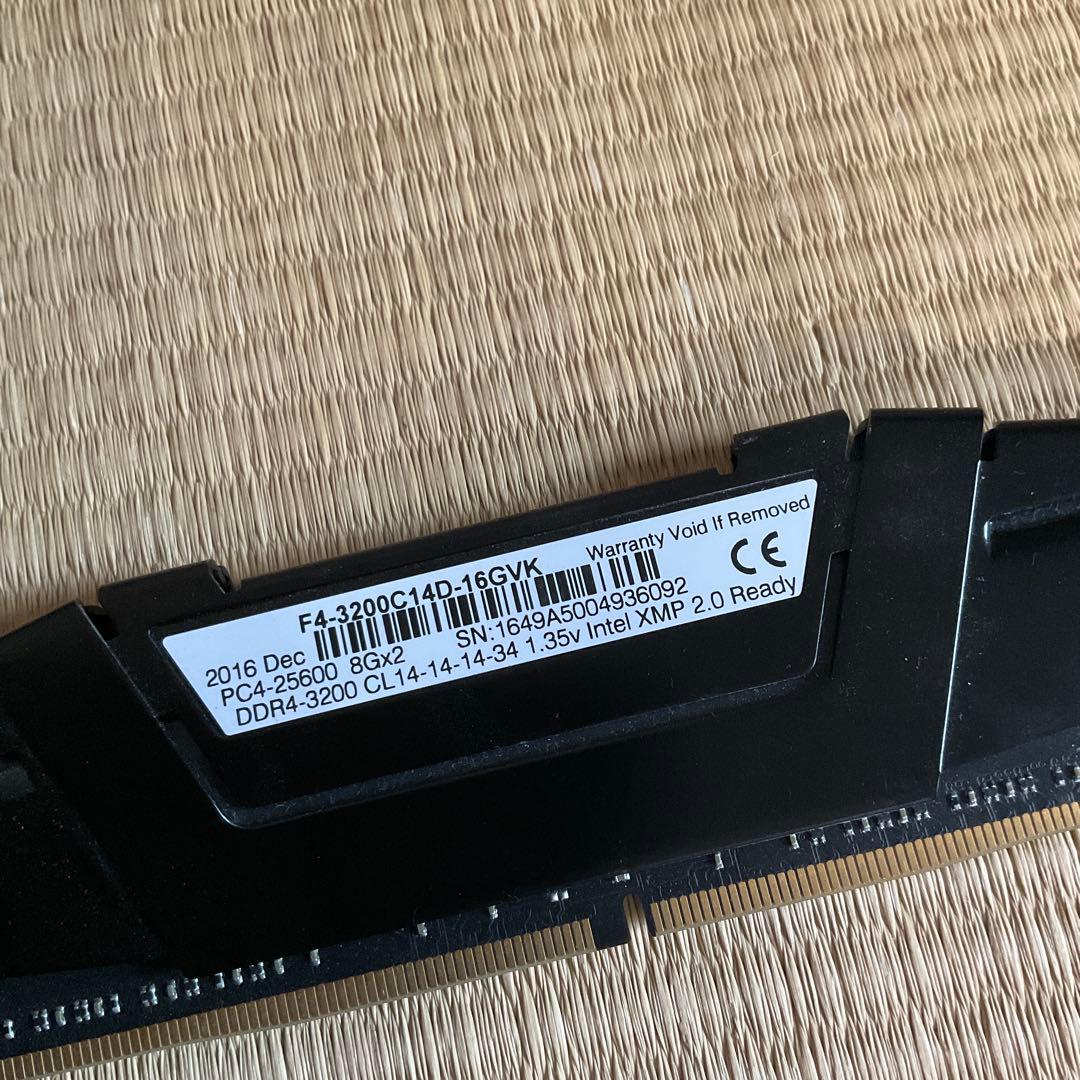 F4-3200C14D-16GVK
Warranty Void If Removed
2016 Dec
SN:1649A5004936092
CE
PC4-25600 8Gx2
DDR4-3200 CL14-14-14-34 1.35v Intel XMP 2.0 Ready